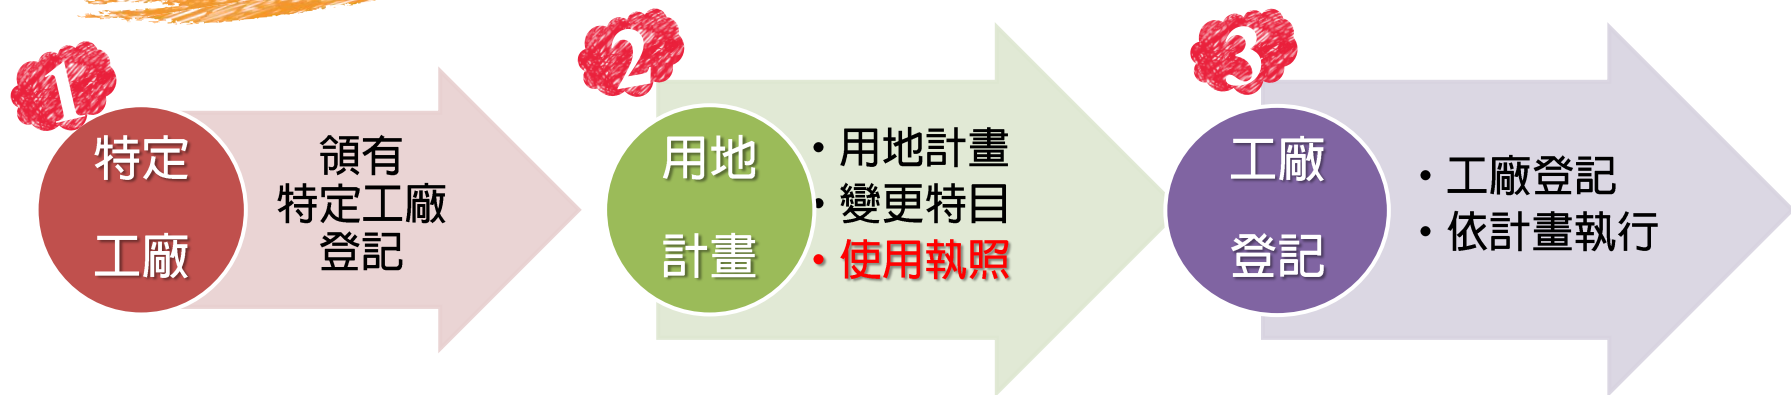 1
特定
工廠
領有
特定工廠
登記
2
用地
計畫
• 用地計畫
• 變更特目
• 使用執照
3
工廠
登記
• 工廠登記
• 依計畫執行